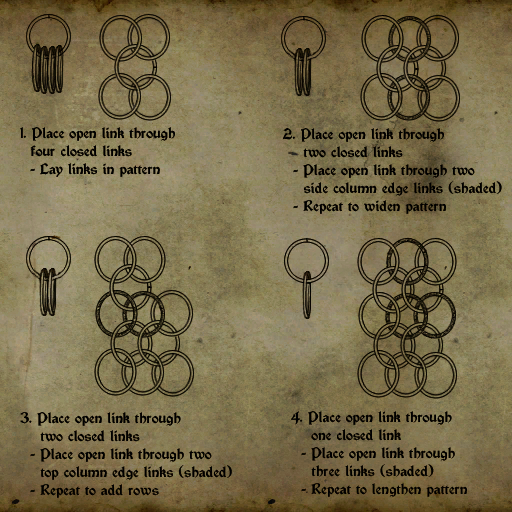 1. Place open link through
four closed links
- Lay links in pattern
2. Place open link through
two closed links
- Place open link through two
side column edge links (shaded)
- Repeat to widen pattern
3. Place open link through
two closed links
- Place open link through two
top column edge links (shaded)
- Repeat to add rows
4. Place open link through
one closed link
- Place open link through
three links (shaded)
- Repeat to lengthen pattern